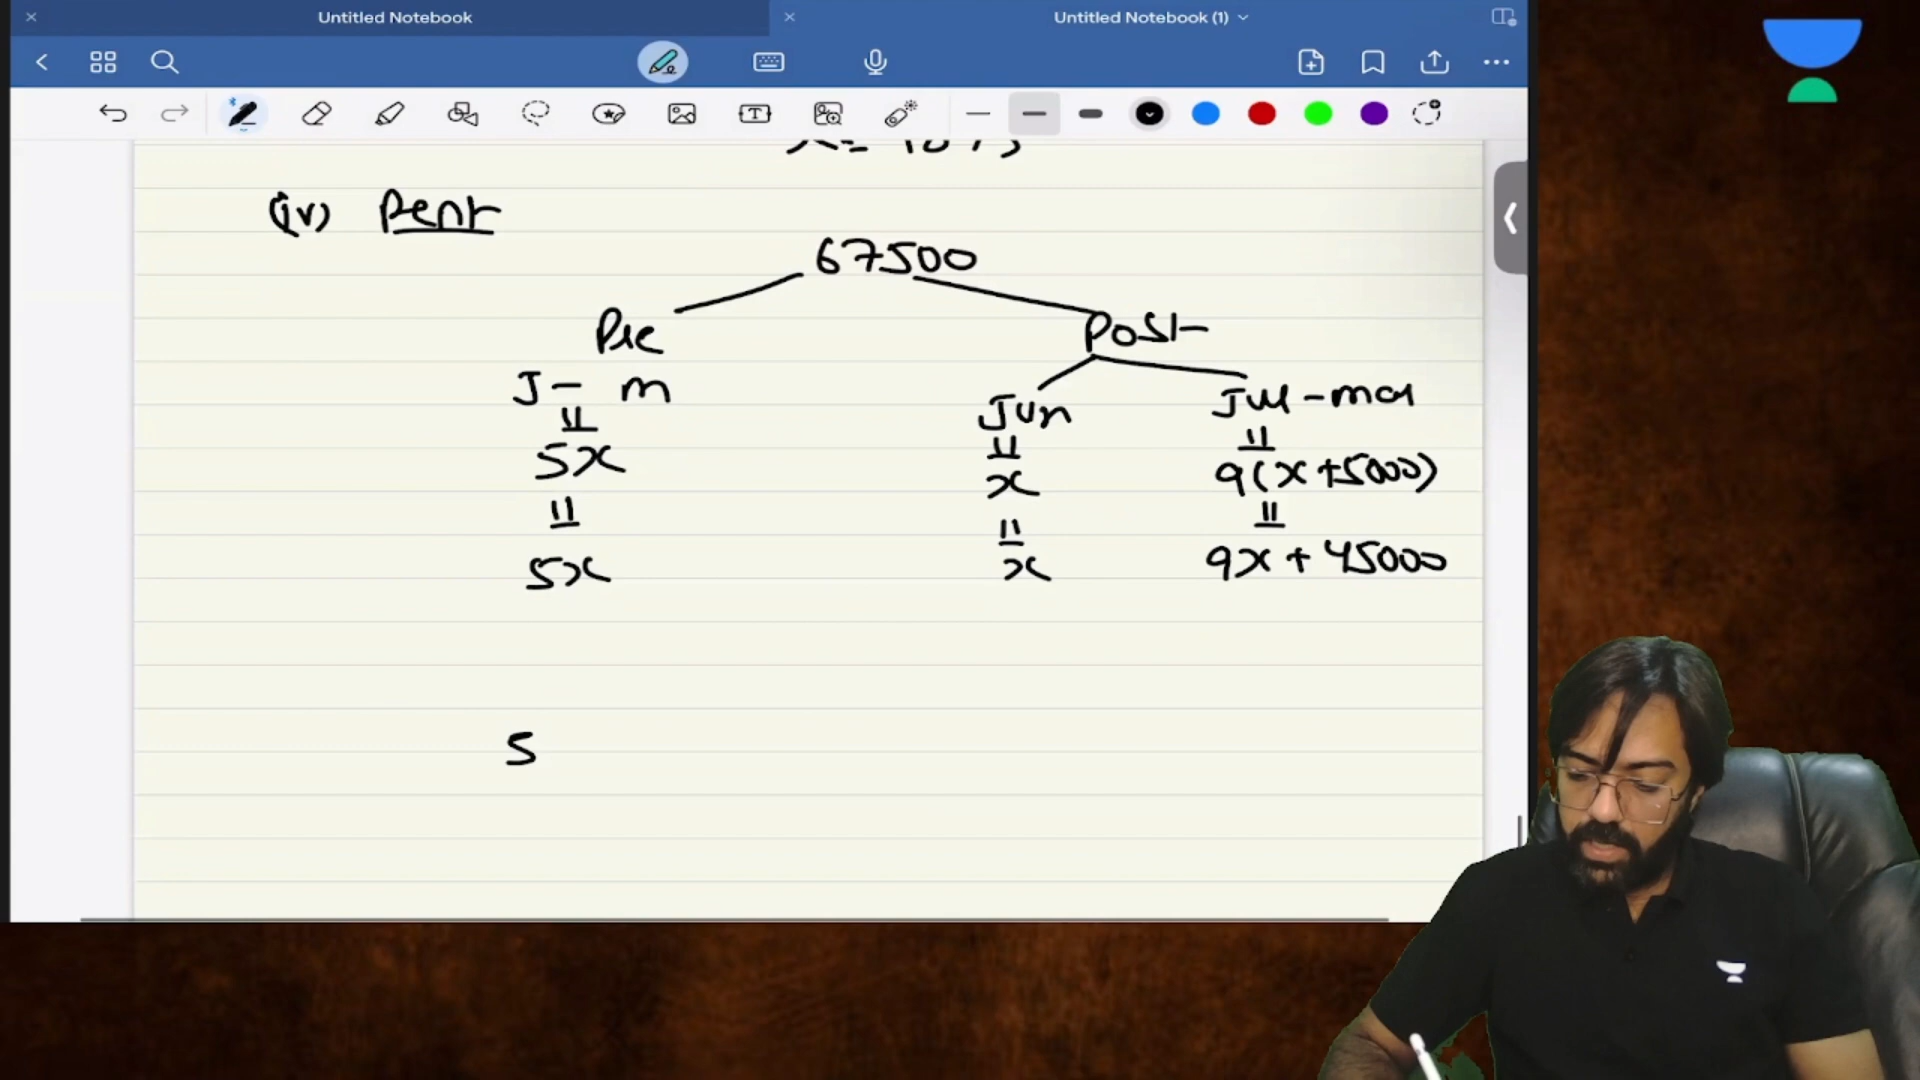 Untitled Notebook
Untitled Notebook (1)
(iv) Rent
67500
Pre Post
J - M Jun Jul - mar
5x x 9(x + 5000)
5x x 9x + 45000
5